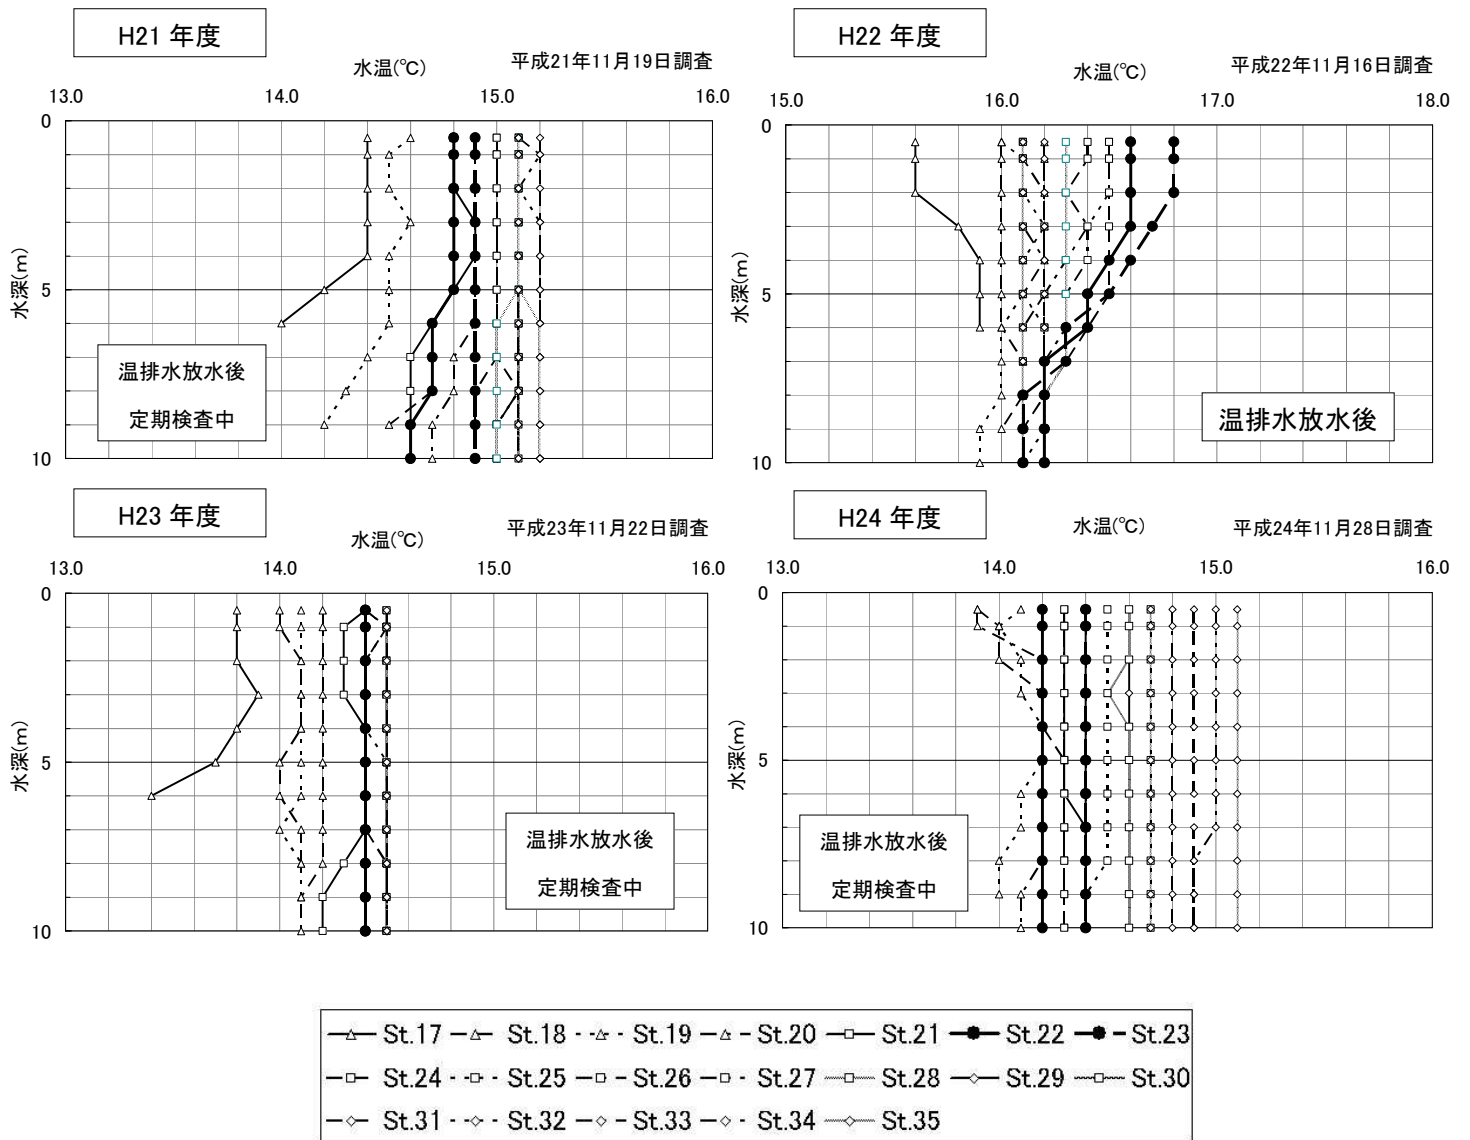 H21 年度
水温(℃)
平成21年11月19日調査
13.0 14.0 15.0 16.0
0
5
10
水深(m)
温排水放水後
定期検査中
H22 年度
水温(℃)
平成22年11月16日調査
15.0 16.0 17.0 18.0
0
5
10
水深(m)
温排水放水後
H23 年度
水温(℃)
平成23年11月22日調査
13.0 14.0 15.0 16.0
0
5
10
水深(m)
温排水放水後
定期検査中
H24 年度
水温(℃)
平成24年11月28日調査
13.0 14.0 15.0 16.0
0
5
10
水深(m)
温排水放水後
定期検査中
St.17 St.18 St.19 St.20 St.21 St.22 St.23
St.24 St.25 St.26 St.27 St.28 St.29 St.30
St.31 St.32 St.33 St.34 St.35